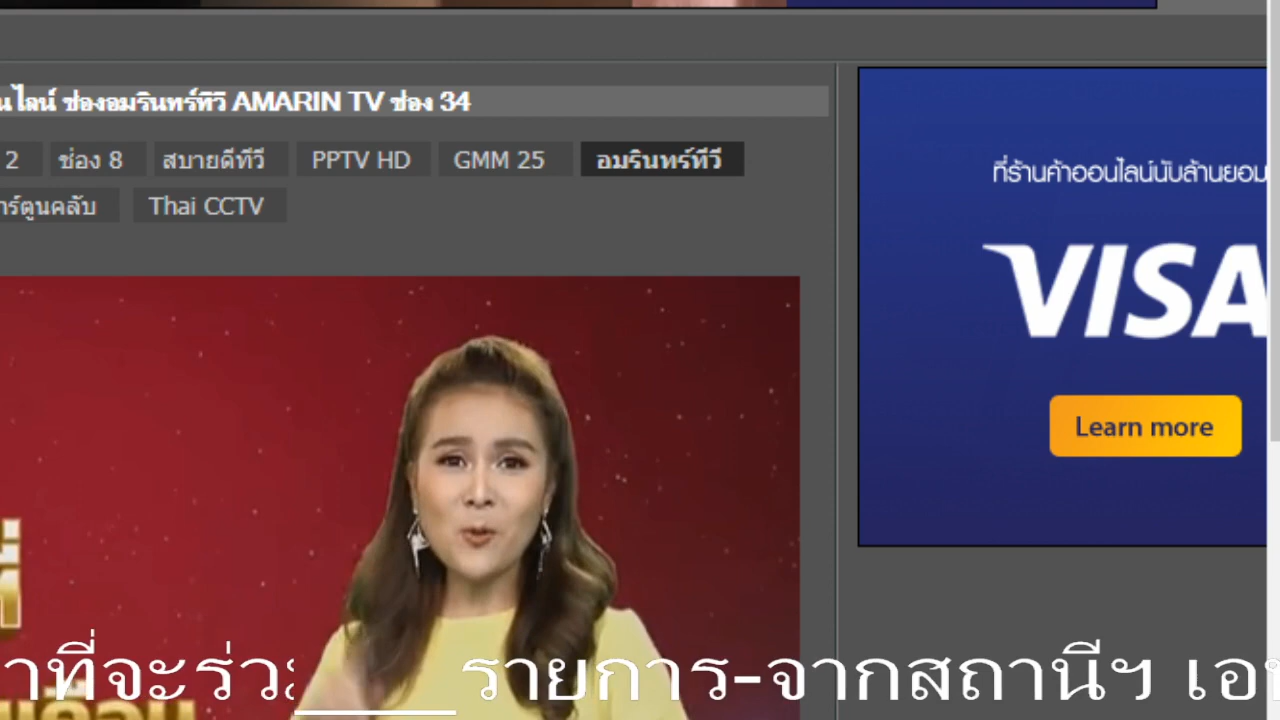 นไลน์ ช่องอมรินทร์ทีวี AMARIN TV ช่อง 34
2 ช่อง 8 สบายดีทีวี PPTV HD GMM 25 อมรินทร์ทีวี
าร์ตูนคลับ Thai CCTV
ที่ร้านค้าออนไลน์นับล้านยอม
VISA
Learn more
ที่
าที่จะร่วม รายการ-จากสถานีฯ เอ